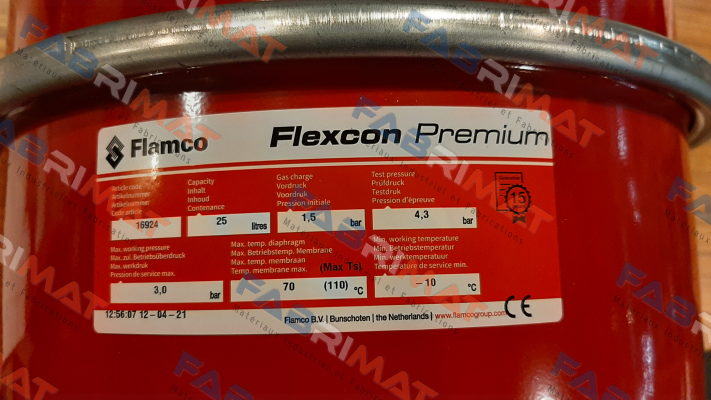 Flamco
Flexcon Premium
Article code
Artikelnummer
Artikelnummer
Code article
16924
Capacity
Inhalt
Inhoud
Contenance
25 litres
Gas charge
Vordruck
Voordruk
Pression initiale
1,5 bar
Test pressure
Prüfdruck
Testdruk
Pression d'épreuve
4,3 bar
15
Max. working pressure
Max. zul. Betriebsüberdruck
Max. werkdruk
Pression de service max.
3,0 bar
Max. temp. diaphragm
Max. Betriebstemp. Membrane
Max. temp. membraan
Temp. membrane max.
(Max Ts)
70 (110) °C
Min. working temperature
Min. Betriebstemperatur
Min. werktemperatuur
Température de service min.
-10 °C
12:56:07 12-04-21
Flamco B.V. | Bunschoten | the Netherlands | www.flamcogroup.com
CE
FABRIMAT
Matériaux Industriel et Fabrications